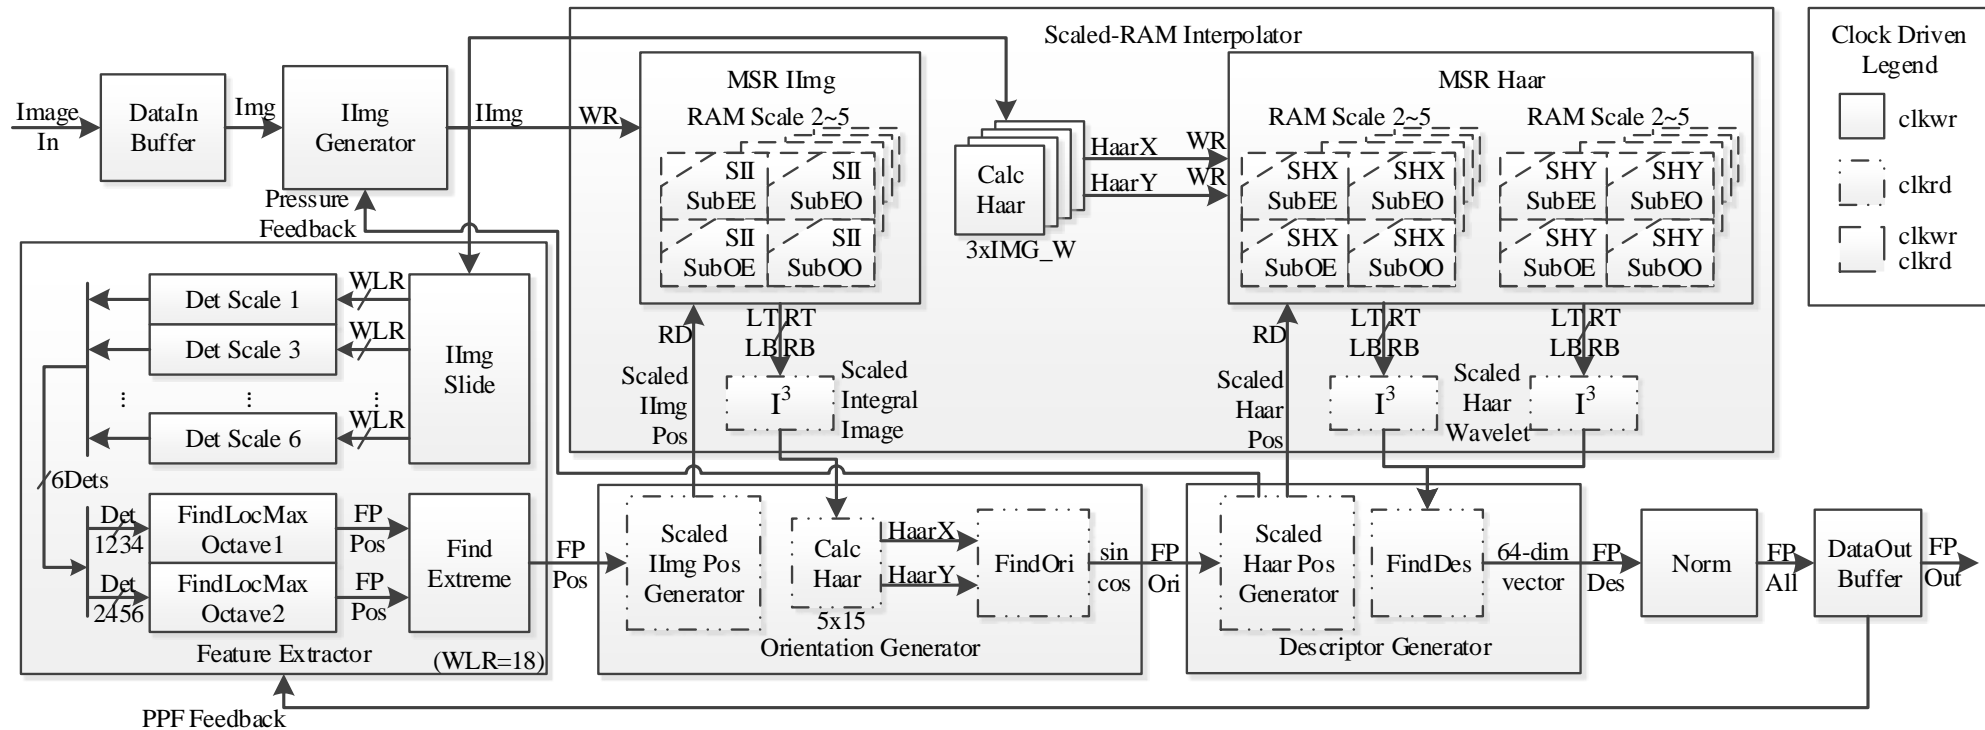 Scaled-RAM Interpolator
Clock Driven
Legend
clkwr
clkrd
clkwr
clkrd
Image
In
DataIn
Buffer
Img
IImg
Generator
IImg
WR
Pressure
Feedback
MSR IImg
RAM Scale 2~5
SII
SubEE
SII
SubEO
SII
SubOE
SII
SubOO
Calc
Haar
3xIMG_W
HaarX
WR
HaarY
WR
MSR Haar
RAM Scale 2~5
SHX
SubEE
SHX
SubEO
SHX
SubOE
SHX
SubOO
RAM Scale 2~5
SHY
SubEE
SHY
SubEO
SHY
SubOE
SHY
SubOO
Det Scale 1
WLR
Det Scale 3
WLR
...
...
...
Det Scale 6
WLR
IImg
Slide
6Dets
Det
1234
FindLocMax
Octave1
FP
Pos
Det
2456
FindLocMax
Octave2
FP
Pos
Find
Extreme
Feature Extractor
(WLR=18)
PPF Feedback
RD
Scaled
IImg
Pos
LT RT
LB RB
I3
Scaled
Integral
Image
RD
Scaled
Haar
Pos
LT RT
LB RB
I3
Scaled
Haar
Wavelet
LT RT
LB RB
I3
FP
Pos
Scaled
IImg Pos
Generator
Calc
Haar
5x15
HaarX
HaarY
FindOri
Orientation Generator
sin
cos
FP
Ori
Scaled
Haar Pos
Generator
FindDes
Descriptor Generator
64-dim
vector
FP
Des
Norm
FP
All
DataOut
Buffer
FP
Out